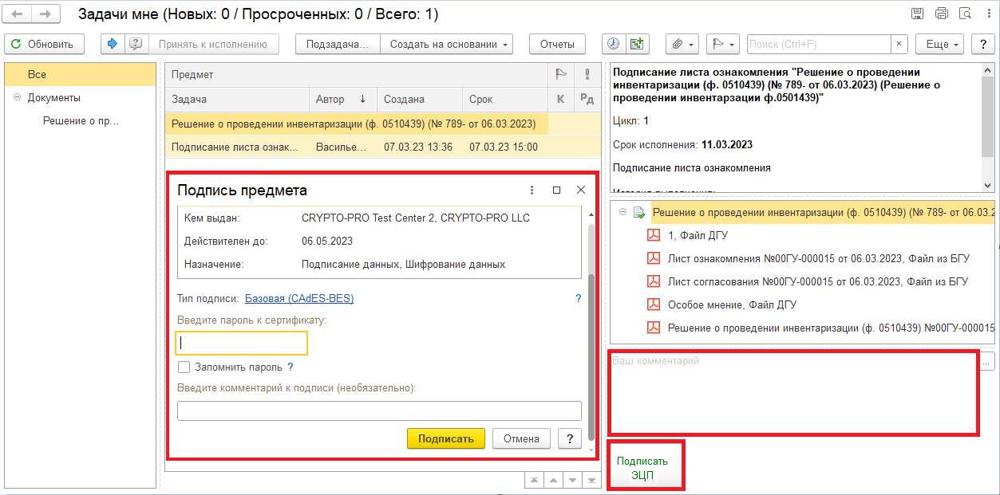 Задачи мне (Новых: 0 / Просроченных: 0 / Всего: 1)
Обновить
Принять к исполнению
Подзадача...
Создать на основании
Отчеты
Поиск (Ctrl+F)
×
Еще
?
Все
Документы
Решение о пр...
Предмет
Задача
Автор ↓
Создана
Срок
К
Рд
Решение о проведении инвентаризации (ф. 0510439) (№ 789- от 06.03.2023)
Подписание листа ознак...
Василье...
07.03.23 13:36
07.03.23 15:00
Подпись предмета
Кем выдан:
CRYPTO-PRO Test Center 2, CRYPTO-PRO LLC
Действителен до:
06.05.2023
Назначение:
Подписание данных, Шифрование данных
Тип подписи: Базовая (CAdES-BES)
?
Введите пароль к сертификату:
Запомнить пароль ?
Введите комментарий к подписи (необязательно):
Подписать
Отмена
?
Подписание листа ознакомления "Решение о проведении
инвентаризации (ф. 0510439) (№ 789- от 06.03.2023) (Решение о
проведении инвентарзации ф.0501439)"
Цикл: 1
Срок исполнения: 11.03.2023
Подписание листа ознакомления
Решение о проведении инвентаризации (ф. 0510439) (№ 789- от 06.03.2
1, Файл ДГУ
Лист ознакомления №00ГУ-000015 от 06.03.2023, Файл из БГУ
Лист согласования №00ГУ-000015 от 06.03.2023, Файл из БГУ
Особое мнение, Файл ДГУ
Решение о проведении инвентаризации (ф. 0510439) №00ГУ-000015
Ваш комментарий
...
Подписать
ЭЦП